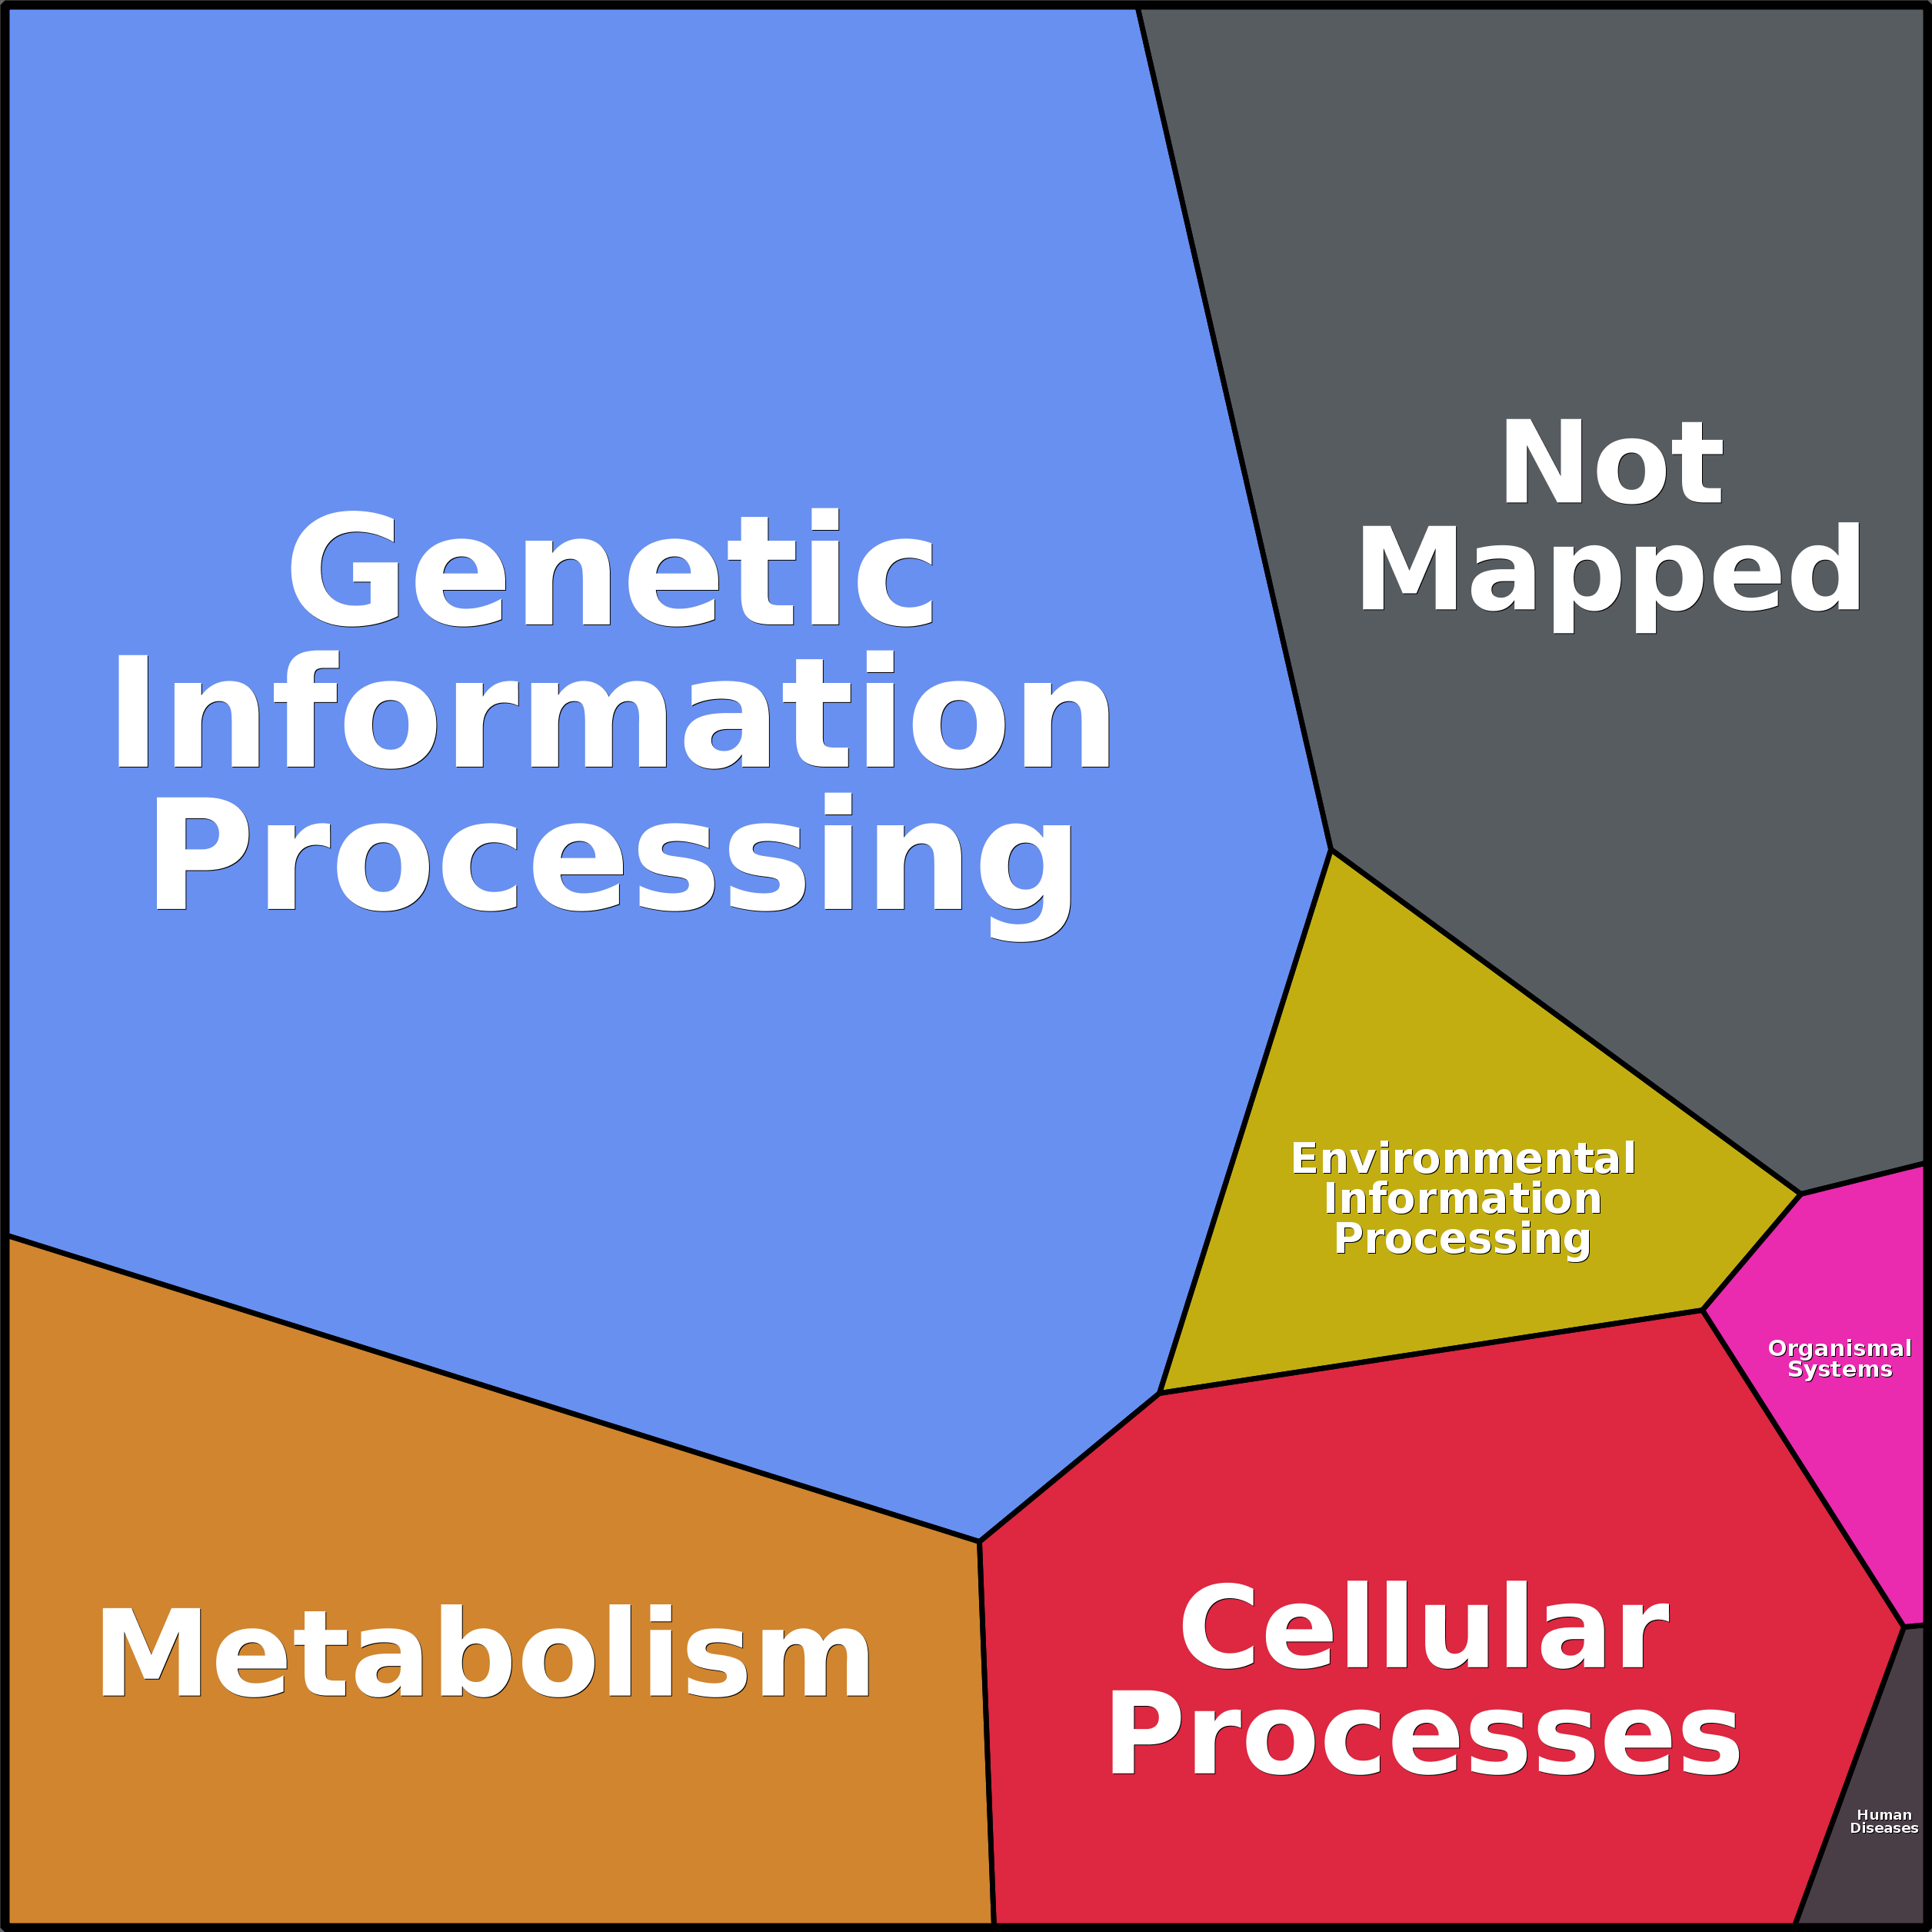 Genetic
Information
Processing
Not
Mapped
Environmental
Information
Processing
Organismal
Systems
Metabolism
Cellular
Processes
Human
Diseases